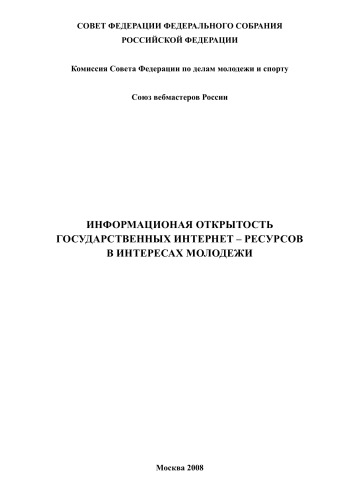 СОВЕТ ФЕДЕРАЦИИ ФЕДЕРАЛЬНОГО СОБРАНИЯ
РОССИЙСКОЙ ФЕДЕРАЦИИ
Комиссия Совета Федерации по делам молодежи и спорту
Союз вебмастеров России
ИНФОРМАЦИОНАЯ ОТКРЫТОСТЬ
ГОСУДАРСТВЕННЫХ ИНТЕРНЕТ – РЕСУРСОВ
В ИНТЕРЕСАХ МОЛОДЕЖИ
Москва 2008